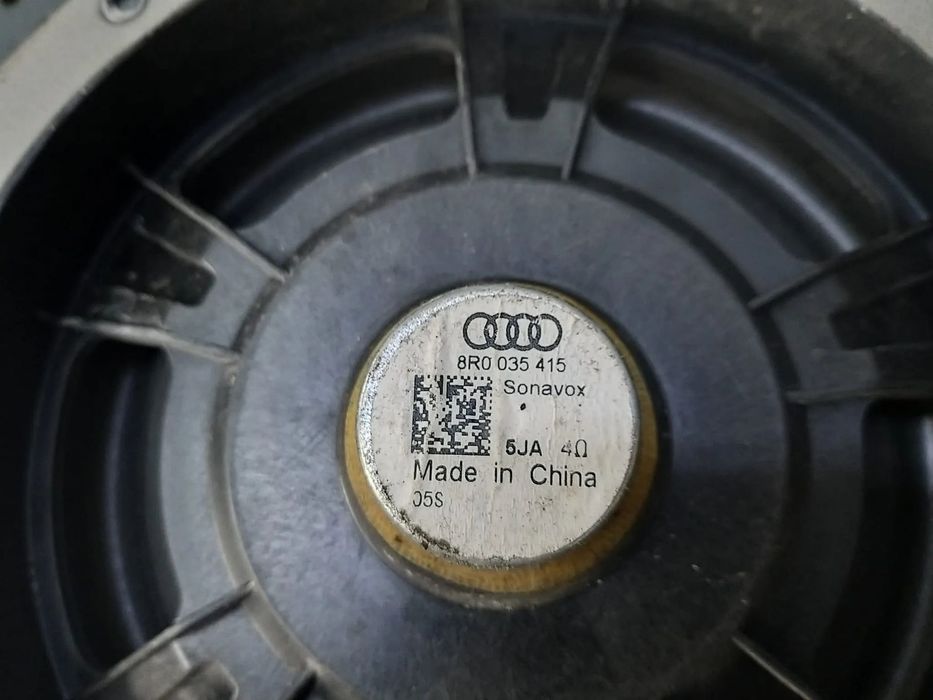 8R0 035 415
Sonavox
5JA 4Ω
Made in China
05S